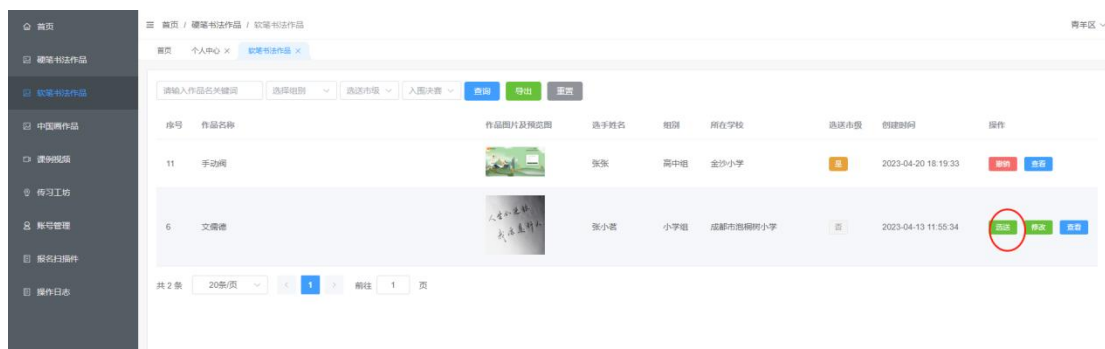 首页
硬笔书法作品
软笔书法作品
中国画作品
课例视频
传习工坊
账号管理
报名扫描件
操作日志
首页 / 硬笔书法作品 / 软笔书法作品
青羊区
首页 个人中心 × 软笔书法作品 ×
请输入作品名关键词 选择组别 选送市级 入围决赛 查询 导出 重置
序号 作品名称 作品图片及预览图 选手姓名 组别 所在学校 选送市级 创建时间 操作
11 手动阀 张张 高中组 金沙小学 是 2023-04-20 18:19:33 撤销 查看
6 文儒德 张小茗 小学组 成都市泡桐树小学 否 2023-04-13 11:55:34 选送 修改 查看
共 2 条 20条/页 < 1 > 前往 1 页